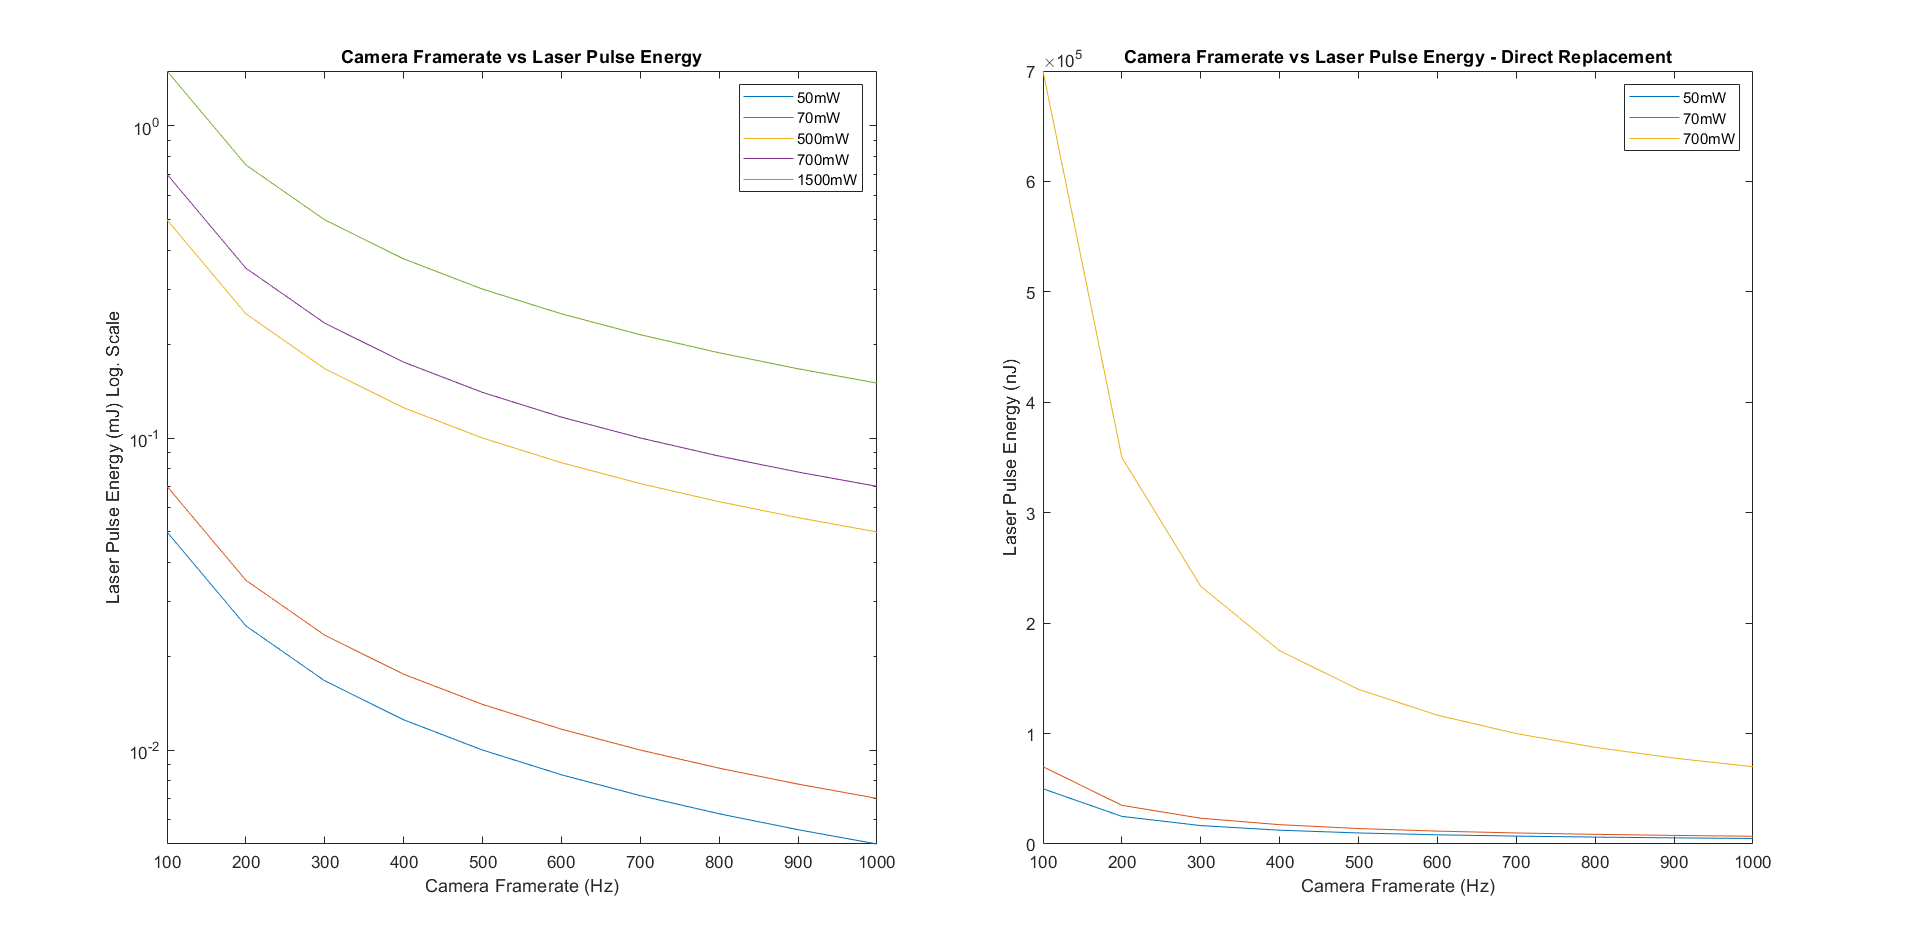 Camera Framerate vs Laser Pulse Energy
50mW
70mW
500mW
700mW
1500mW
10^0
10^-1
10^-2
Laser Pulse Energy (mJ) Log. Scale
100 200 300 400 500 600 700 800 900 1000
Camera Framerate (Hz)
Camera Framerate vs Laser Pulse Energy - Direct Replacement
×10^5
50mW
70mW
700mW
7
6
5
4
3
2
1
0
Laser Pulse Energy (nJ)
100 200 300 400 500 600 700 800 900 1000
Camera Framerate (Hz)